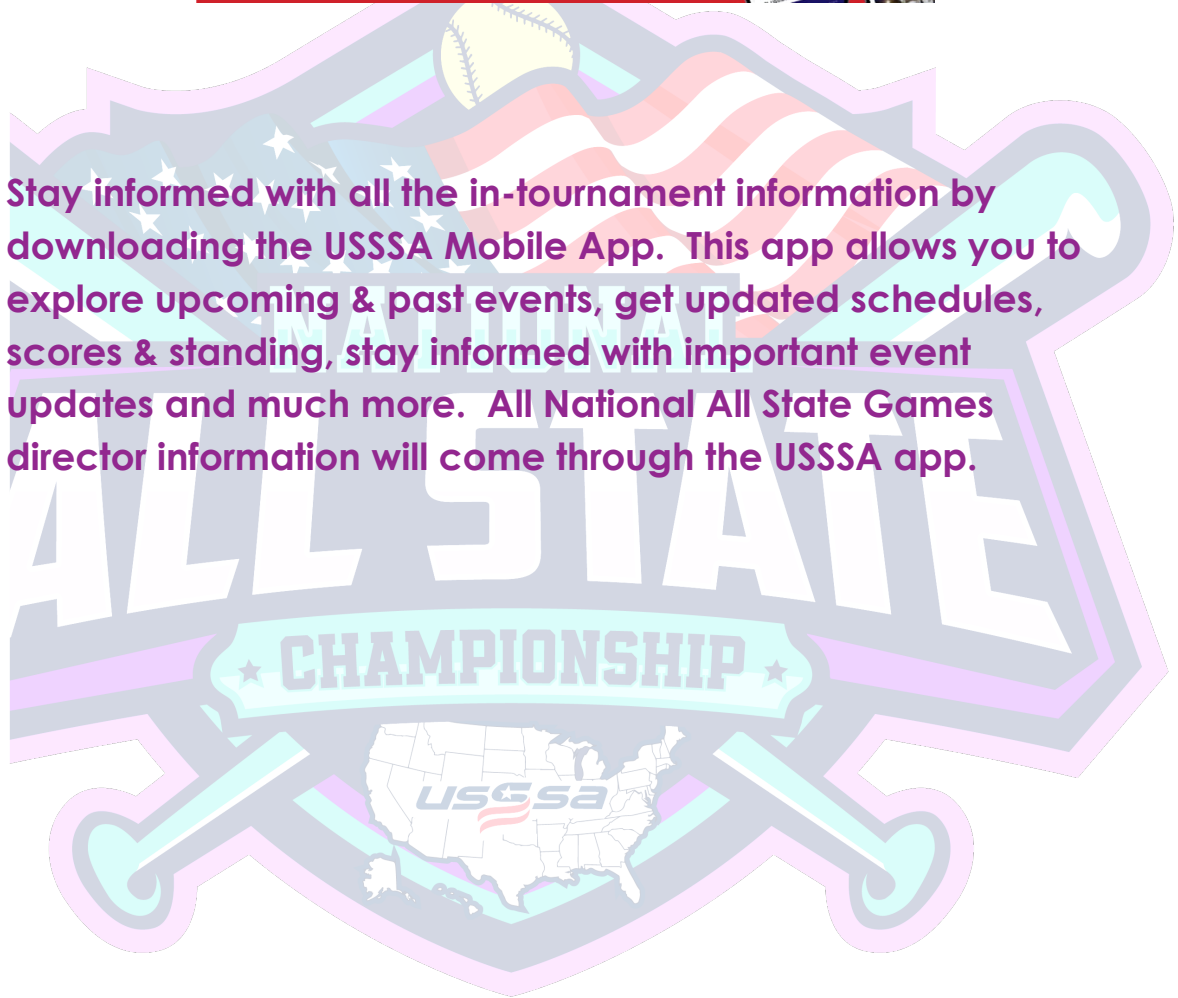 Stay informed with all the in-tournament information by
downloading the USSSA Mobile App.  This app allows you to
explore upcoming & past events, get updated schedules,
scores & standing, stay informed with important event
updates and much more.  All National All State Games
director information will come through the USSSA app.
NATIONAL
ALL STATE
CHAMPIONSHIP
usssa